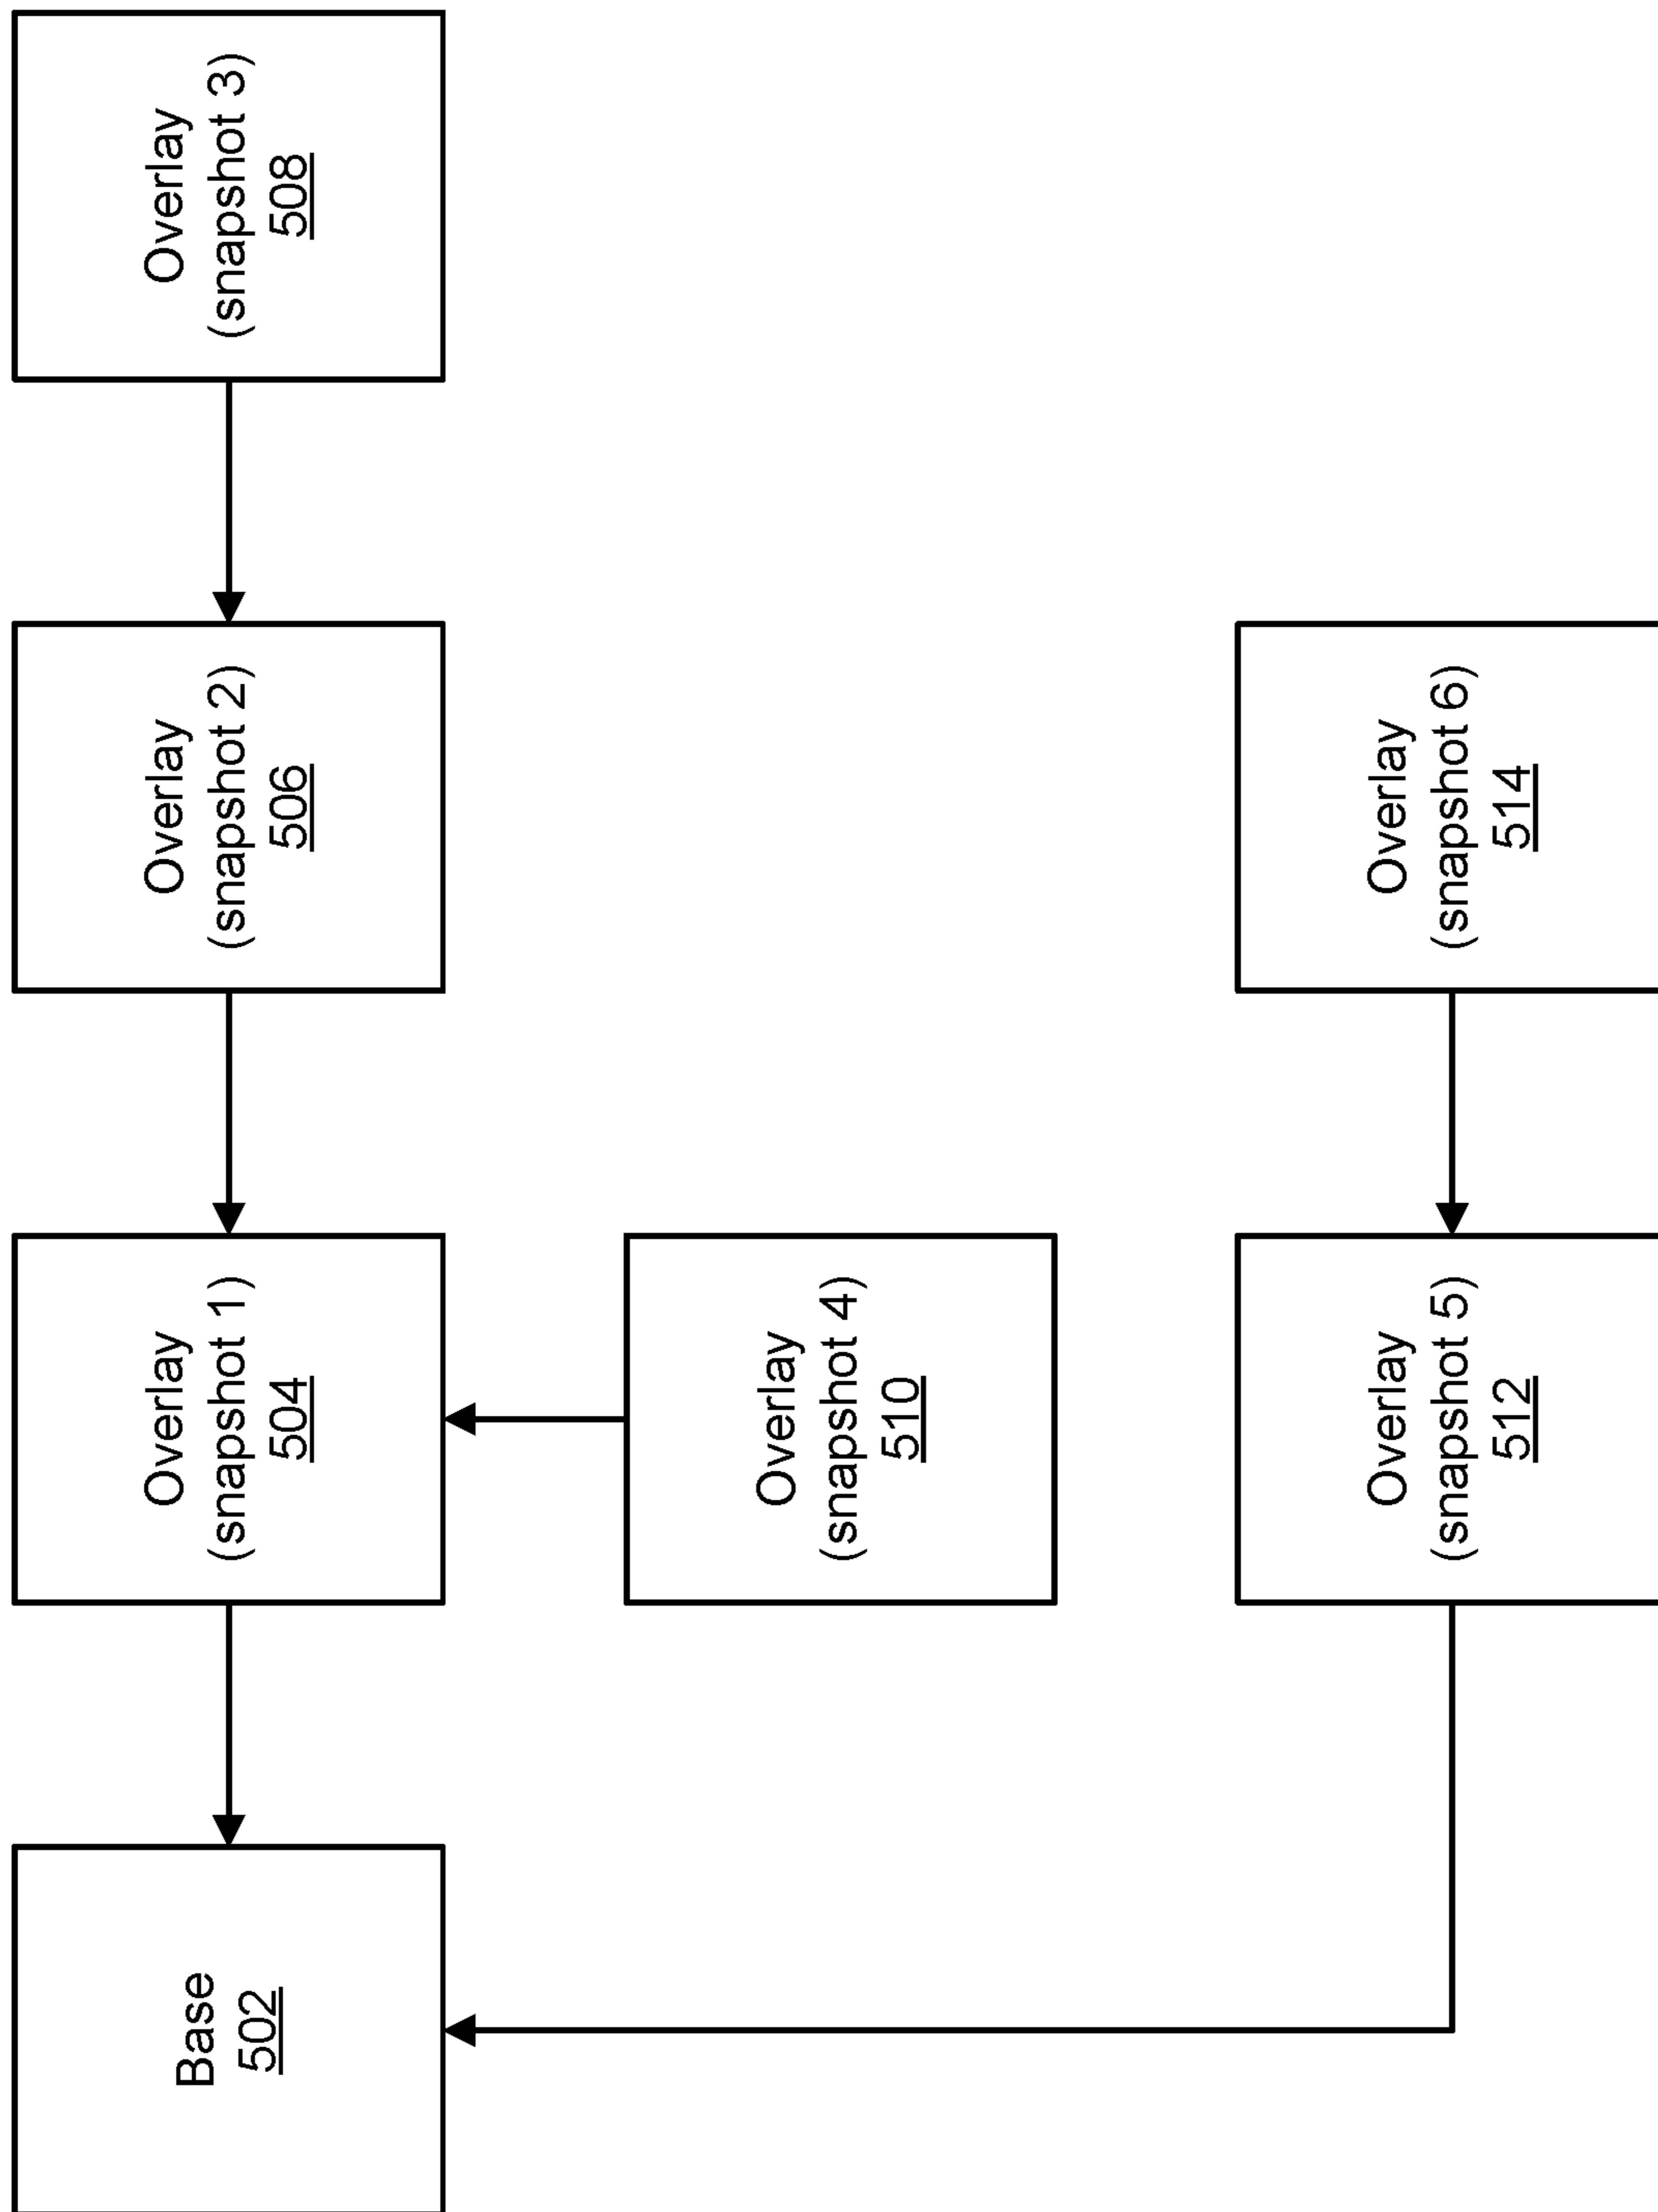 Base
502
Overlay
(snapshot 1)
504
Overlay
(snapshot 2)
506
Overlay
(snapshot 3)
508
Overlay
(snapshot 4)
510
Overlay
(snapshot 5)
512
Overlay
(snapshot 6)
514